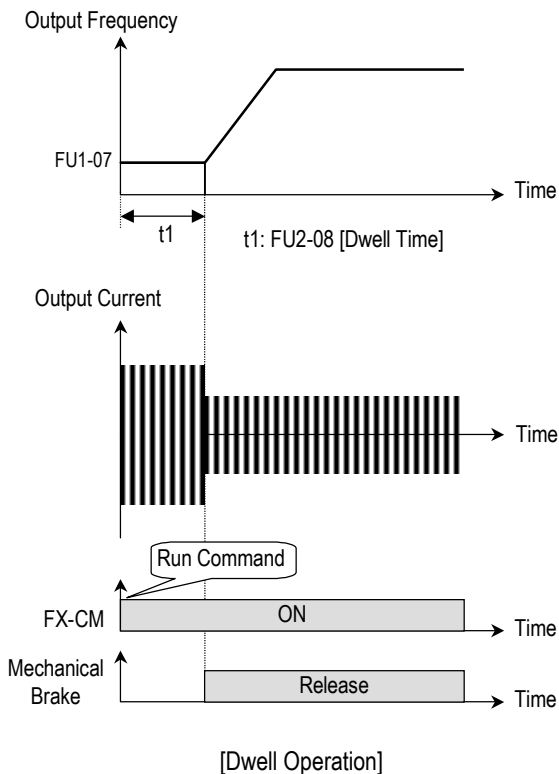 Output Frequency
FU1-07
Time
t1
t1: FU2-08 [Dwell Time]
Output Current
Time
Run Command
FX-CM
ON
Time
Mechanical
Brake
Release
Time
[Dwell Operation]